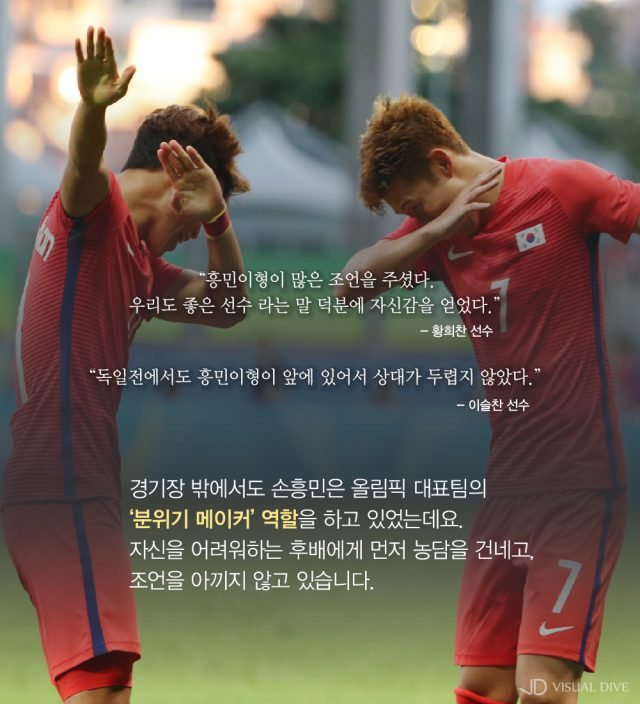 “흥민이형이 많은 조언을 주셨다.
우리도 좋은 선수 라는 말 덕분에 자신감을 얻었다.”
– 황희찬 선수
“독일전에서도 흥민이형이 앞에 있어서 상대가 두렵지 않았다.”
– 이슬찬 선수
경기장 밖에서도 손흥민은 올림픽 대표팀의
‘분위기 메이커’ 역할을 하고 있었는데요.
자신을 어려워하는 후배에게 먼저 농담을 건네고,
조언을 아끼지 않고 있습니다.
7
7
VISUAL DIVE